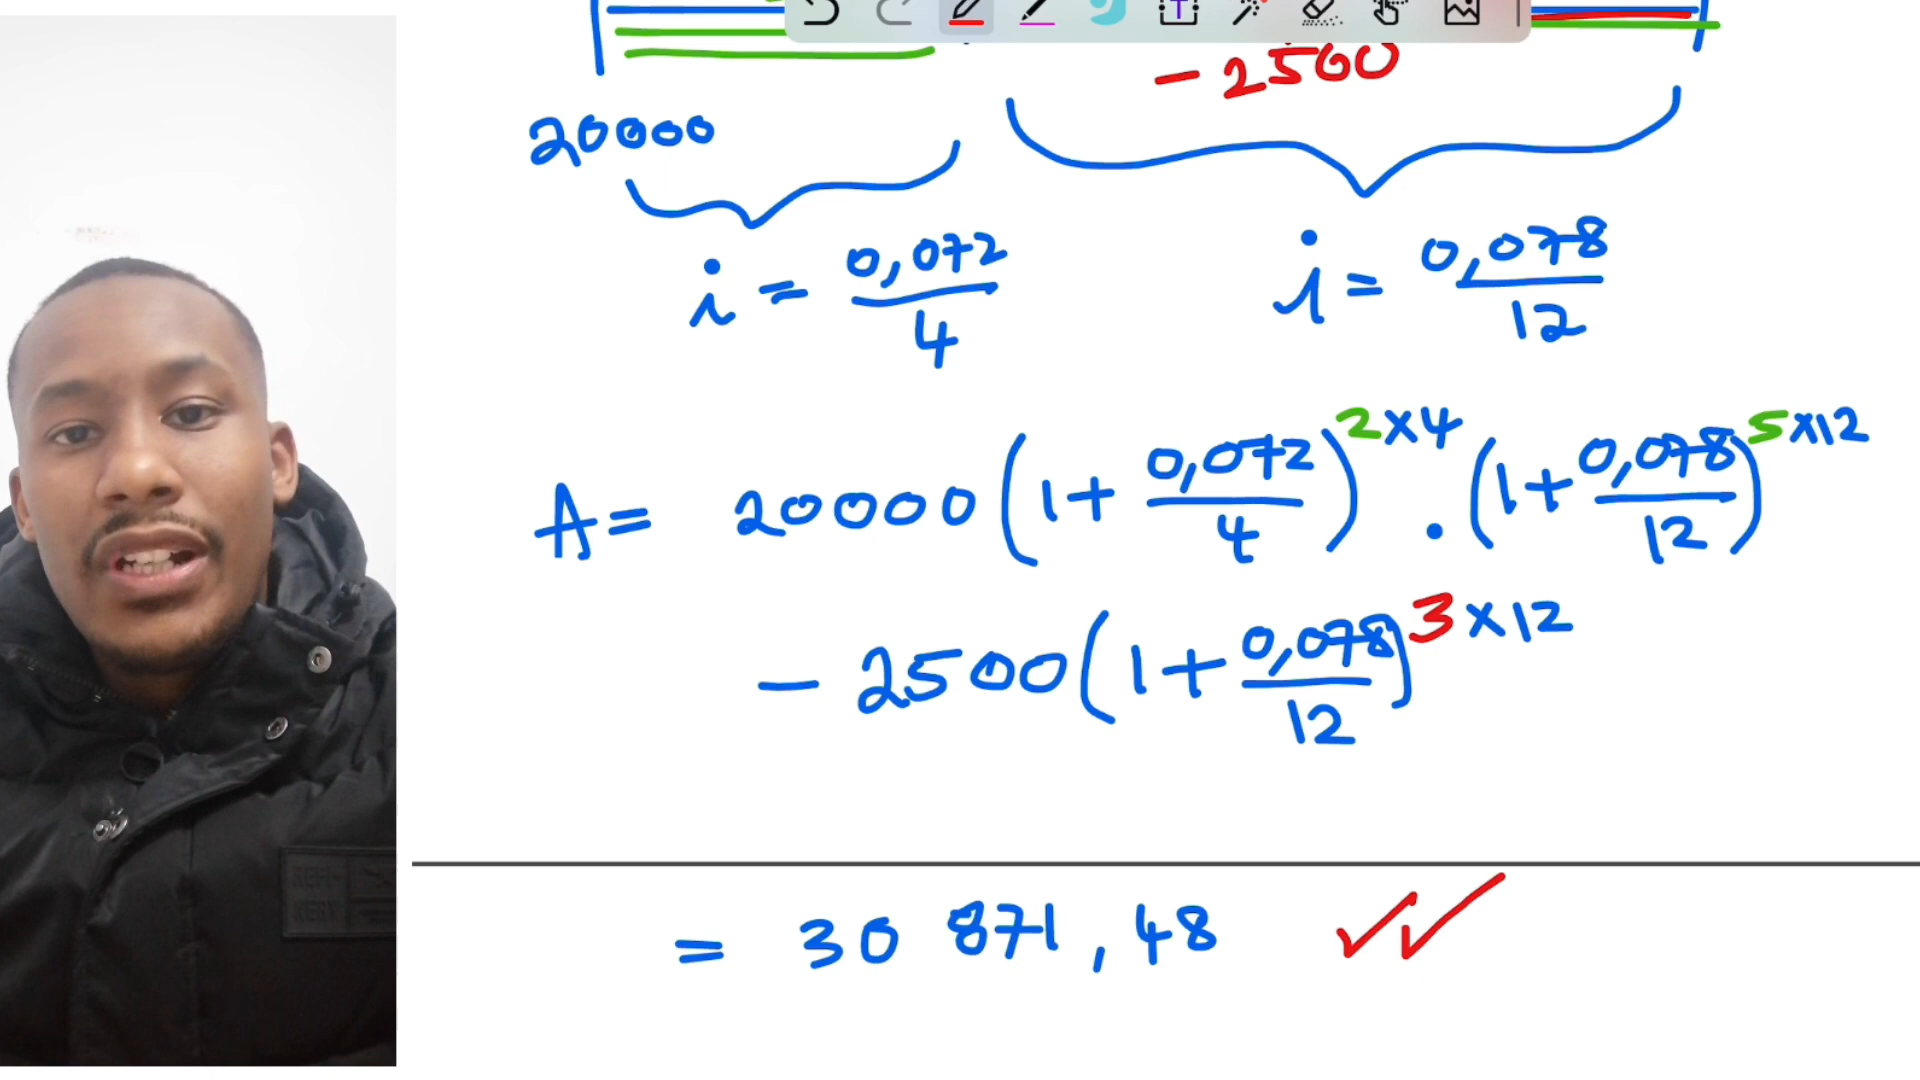 - 2500
20000
i = 0,072/4
i = 0,078/12
A = 20000(1+0,072/4)^2×4 . (1+0,078/12)^5×12
- 2500(1+0,078/12)^3×12
= 30 871,48